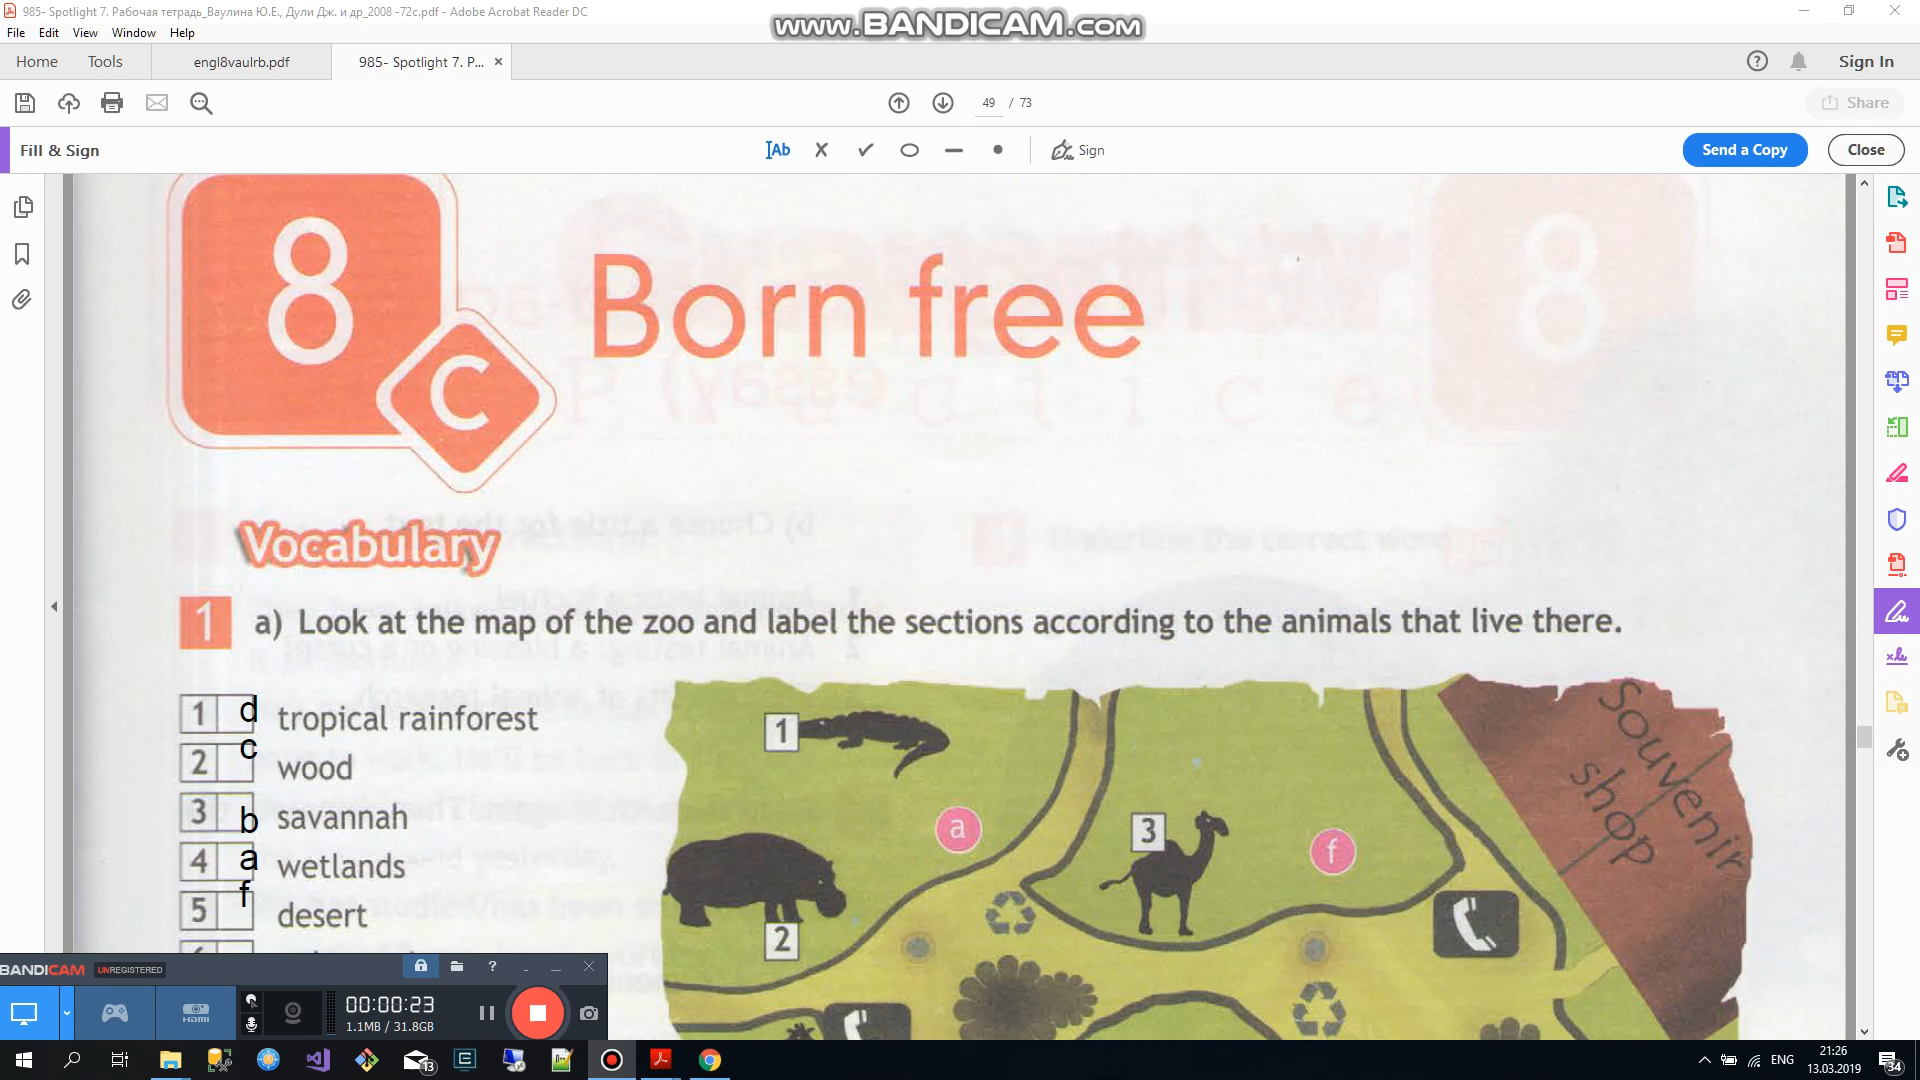 985- Spotlight 7. Рабочая тетрадь_Ваулина Ю.Е., Дули Дж. и др_2008 -72с.pdf - Adobe Acrobat Reader DC
www.BANDICAM.com
File Edit View Window Help
Home Tools engl8vaulrb.pdf 985- Spotlight 7. P... × Sign In
49 / 73 Share
Fill & Sign Ab Sign Send a Copy Close
8 Born free
c
Vocabulary
1 a) Look at the map of the zoo and label the sections according to the animals that live there.
1 d tropical rainforest
2 c wood
3 b savannah
4 a wetlands
5 f desert
1
a
3
f
2
Souvenir
shop
BANDICAM UNREGISTERED
00:00:23
1.1MB / 31.8GB
HDMI
13
ENG
21:26
13.03.2019
34